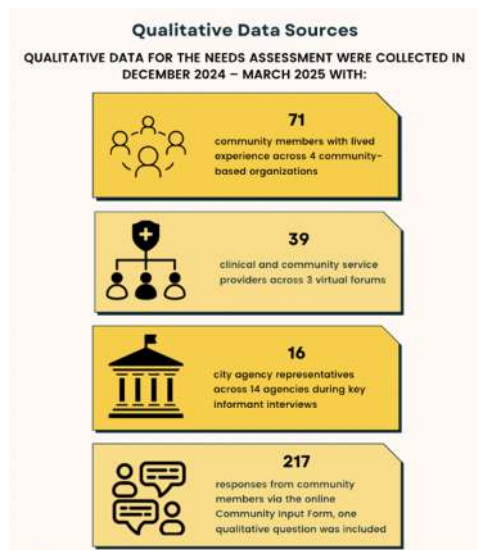 Qualitative Data Sources
QUALITATIVE DATA FOR THE NEEDS ASSESSMENT WERE COLLECTED IN
DECEMBER 2024 – MARCH 2025 WITH:
71
community members with lived
experience across 4 community-
based organizations
39
clinical and community service
providers across 3 virtual forums
16
city agency representatives
across 14 agencies during key
informant interviews
217
responses from community
members via the online
Community Input Form, one
qualitative question was included